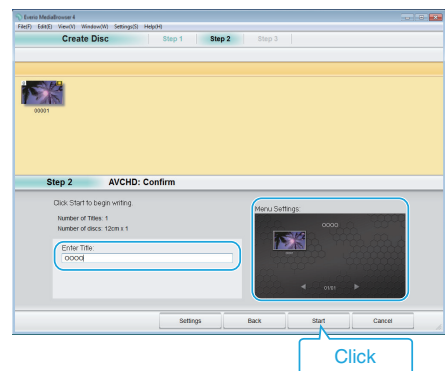 Everio MediaBrowser 4
File(F) Edit(E) View(V) Window(W) Settings(S) Help(H)
Create Disc Step 1 Step 2 Step 3
00001
Step 2 AVCHD: Confirm
Click Start to begin writing.
Number of Titles: 1
Number of discs: 12cm x 1
Enter Title:
0000
Menu Settings:
0000
01/01
Settings Back Start Cancel
Click